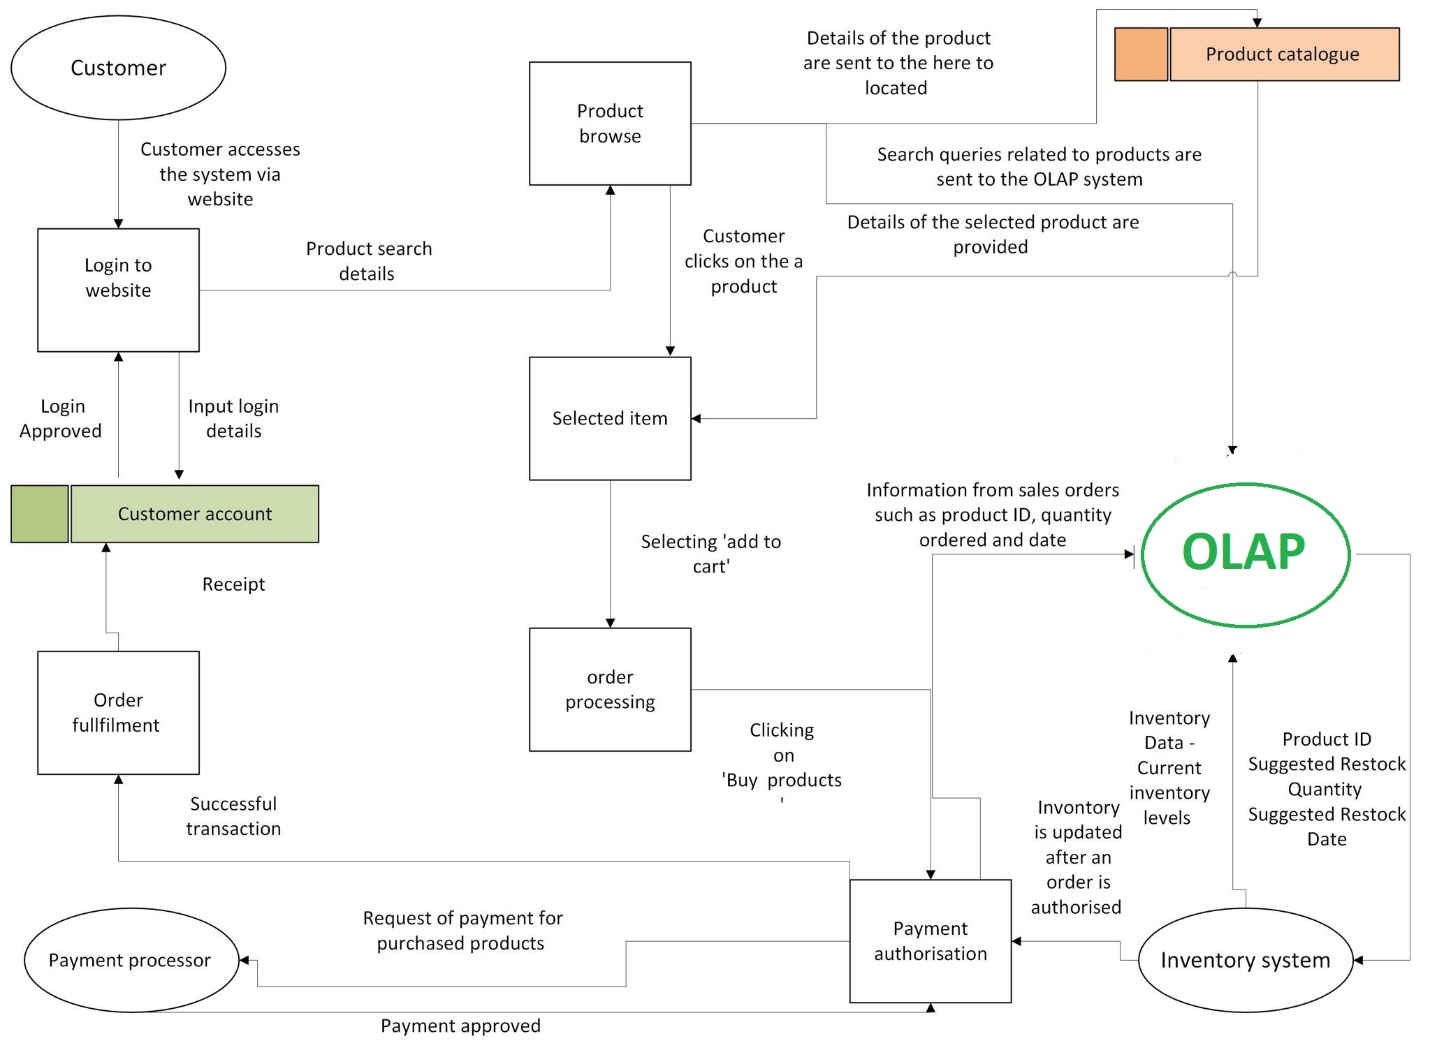 Customer
Details of the product
are sent to the here to
located
Product catalogue
Product
browse
Customer accesses
the system via
website
Search queries related to products are
sent to the OLAP system
Login to
website
Product search
details
Customer
clicks on the a
product
Details of the selected product are
provided
Login
Approved
Input login
details
Selected item
Customer account
Information from sales orders
such as product ID, quantity
ordered and date
OLAP
Selecting 'add to
cart'
Receipt
Order
fullfilment
order
processing
Clicking
on
'Buy products
'
Inventory
Data -
Current
inventory
levels
Product ID
Suggested Restock
Quantity
Suggested Restock
Date
Successful
transaction
Invontory
is updated
after an
order is
authorised
Request of payment for
purchased products
Payment
authorisation
Payment processor
Inventory system
Payment approved